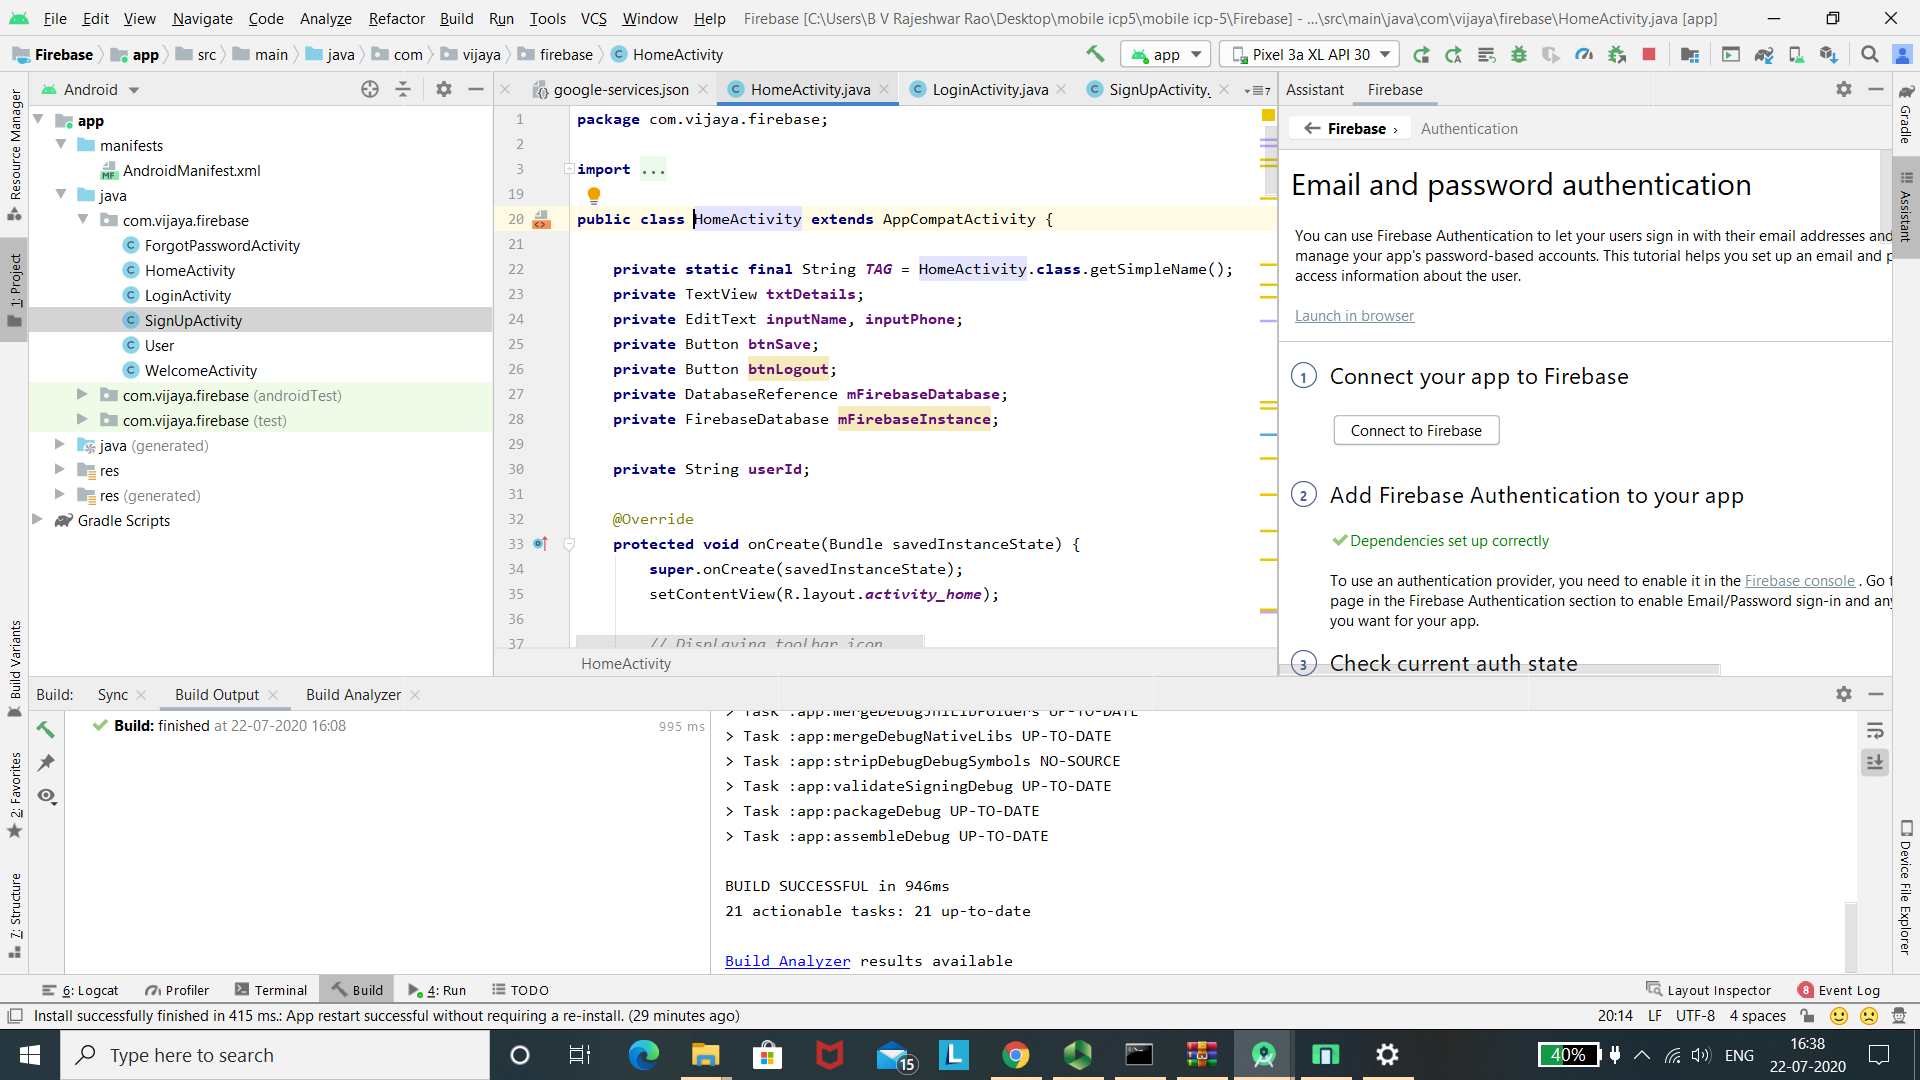 File Edit View Navigate Code Analyze Refactor Build Run Tools VCS Window Help Firebase [C:\Users\B V Rajeshwar Rao\Desktop\mobile icp5\mobile icp-5\Firebase] - ...\src\main\java\com\vijaya\firebase\HomeActivity.java [app]
Firebase app src main java com vijaya firebase HomeActivity app Pixel 3a XL API 30
Android
google-services.json HomeActivity.java LoginActivity.java SignUpActivity. 7
Assistant Firebase
Resource Manager
1: Project
Build Variants
2: Favorites
7: Structure
app
manifests
AndroidManifest.xml
java
com.vijaya.firebase
ForgotPasswordActivity
HomeActivity
LoginActivity
SignUpActivity
User
WelcomeActivity
com.vijaya.firebase (androidTest)
com.vijaya.firebase (test)
java (generated)
res
res (generated)
Gradle Scripts
1 package com.vijaya.firebase;
2
3 import ...
19
20 public class HomeActivity extends AppCompatActivity {
21
22 private static final String TAG = HomeActivity.class.getSimpleName();
23 private TextView txtDetails;
24 private EditText inputName, inputPhone;
25 private Button btnSave;
26 private Button btnLogout;
27 private DatabaseReference mFirebaseDatabase;
28 private FirebaseDatabase mFirebaseInstance;
29
30 private String userId;
31
32 @Override
33 protected void onCreate(Bundle savedInstanceState) {
34 super.onCreate(savedInstanceState);
35 setContentView(R.layout.activity_home);
36
37 // Displaying toolbar icon
HomeActivity
Firebase › Authentication
Email and password authentication
You can use Firebase Authentication to let your users sign in with their email addresses and
manage your app's password-based accounts. This tutorial helps you set up an email and p
access information about the user.
Launch in browser
1 Connect your app to Firebase
Connect to Firebase
2 Add Firebase Authentication to your app
Dependencies set up correctly
To use an authentication provider, you need to enable it in the Firebase console . Go t
page in the Firebase Authentication section to enable Email/Password sign-in and any
you want for your app.
3 Check current auth state
Gradle
Assistant
Device File Explorer
Build: Sync Build Output Build Analyzer
Build: finished at 22-07-2020 16:08 995 ms
> Task :app:mergeDebugJniLibFolders UP-TO-DATE
> Task :app:mergeDebugNativeLibs UP-TO-DATE
> Task :app:stripDebugDebugSymbols NO-SOURCE
> Task :app:validateSigningDebug UP-TO-DATE
> Task :app:packageDebug UP-TO-DATE
> Task :app:assembleDebug UP-TO-DATE
BUILD SUCCESSFUL in 946ms
21 actionable tasks: 21 up-to-date
Build Analyzer results available
6: Logcat Profiler Terminal Build 4: Run TODO Layout Inspector 8 Event Log
Install successfully finished in 415 ms.: App restart successful without requiring a re-install. (29 minutes ago) 20:14 LF UTF-8 4 spaces
Type here to search 15 L 40% ENG 16:38
22-07-2020